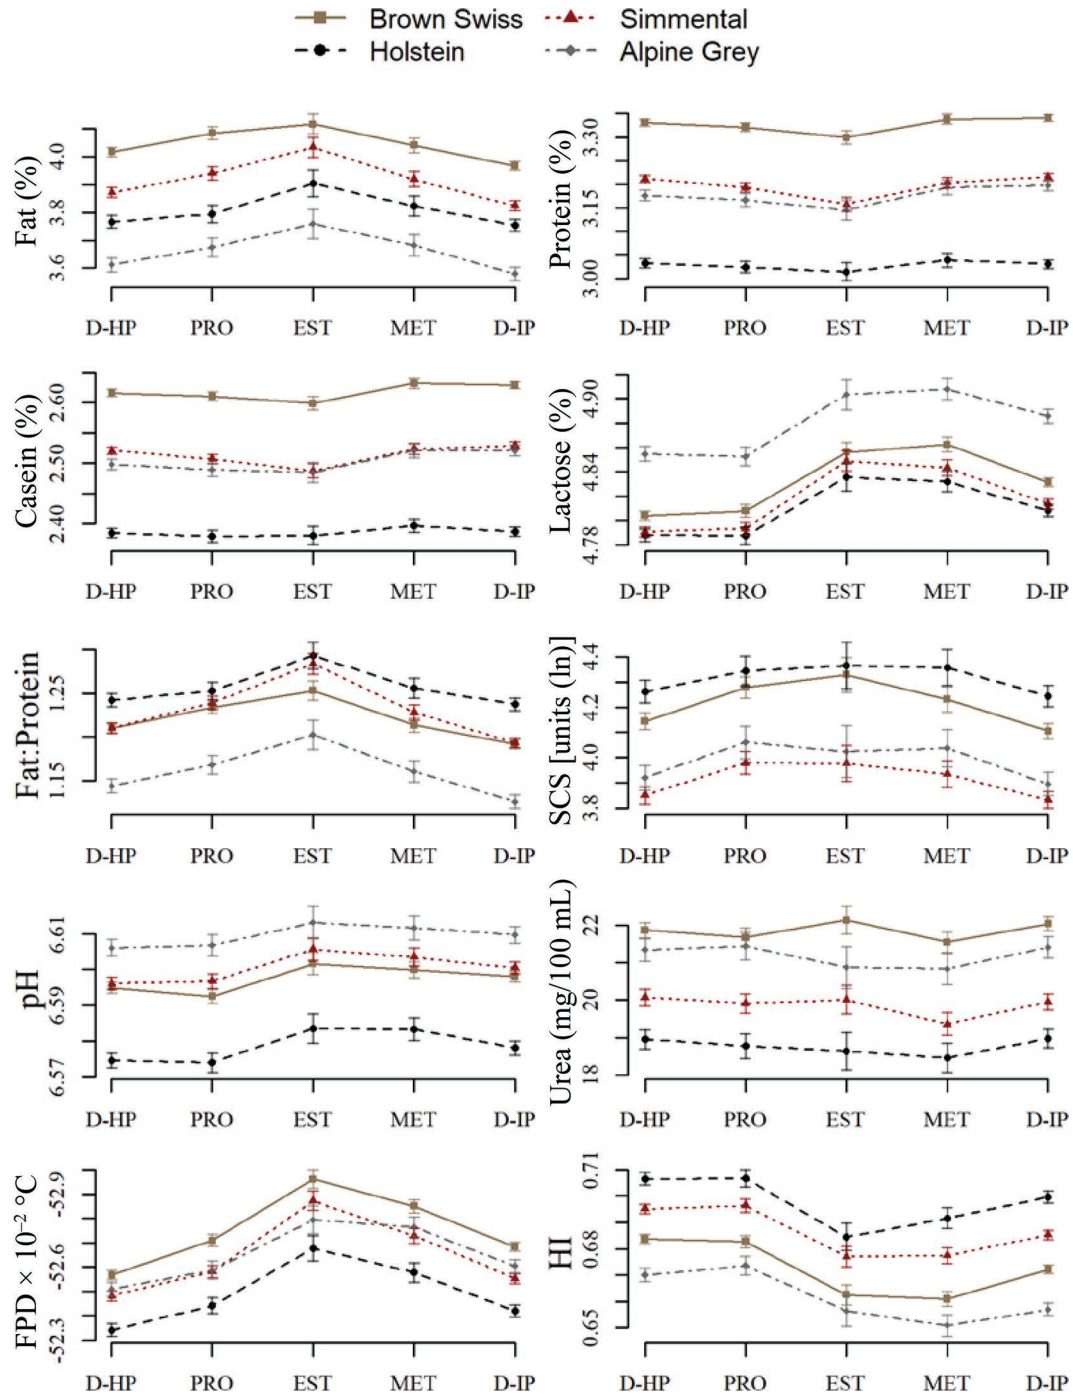 Brown Swiss Simmental
Holstein Alpine Grey
Fat (%)
4.0
3.8
3.6
D-HP PRO EST MET D-IP
Protein (%)
3.30
3.15
3.00
D-HP PRO EST MET D-IP
Casein (%)
2.60
2.50
2.40
D-HP PRO EST MET D-IP
Lactose (%)
4.90
4.84
4.78
D-HP PRO EST MET D-IP
Fat:Protein
1.25
1.15
D-HP PRO EST MET D-IP
SCS [units (ln)]
4.4
4.2
4.0
3.8
D-HP PRO EST MET D-IP
pH
6.61
6.59
6.57
D-HP PRO EST MET D-IP
Urea (mg/100 mL)
22
20
18
D-HP PRO EST MET D-IP
FPD × 10⁻² °C
-52.9
-52.6
-52.3
D-HP PRO EST MET D-IP
HI
0.71
0.68
0.65
D-HP PRO EST MET D-IP